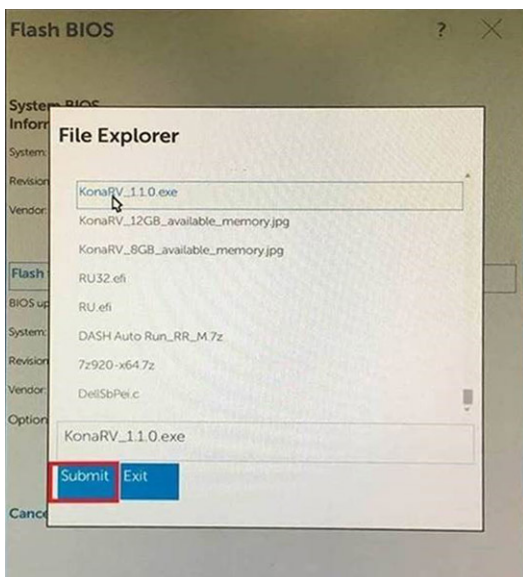 Flash BIOS ?
System BIOS
Inforr
System:
Revision
Vendor:
Flash
BIOS up
System:
Revision
Vendor:
Option
Cance
File Explorer
KonaRV_1.1.0.exe
KonaRV_12GB_available_memory.jpg
KonaRV_8GB_available_memory.jpg
RU32.efi
RU.efi
DASH Auto Run_RR_M.7z
7z920-x64.7z
DellSbPei.c
KonaRV_1.1.0.exe
Submit Exit